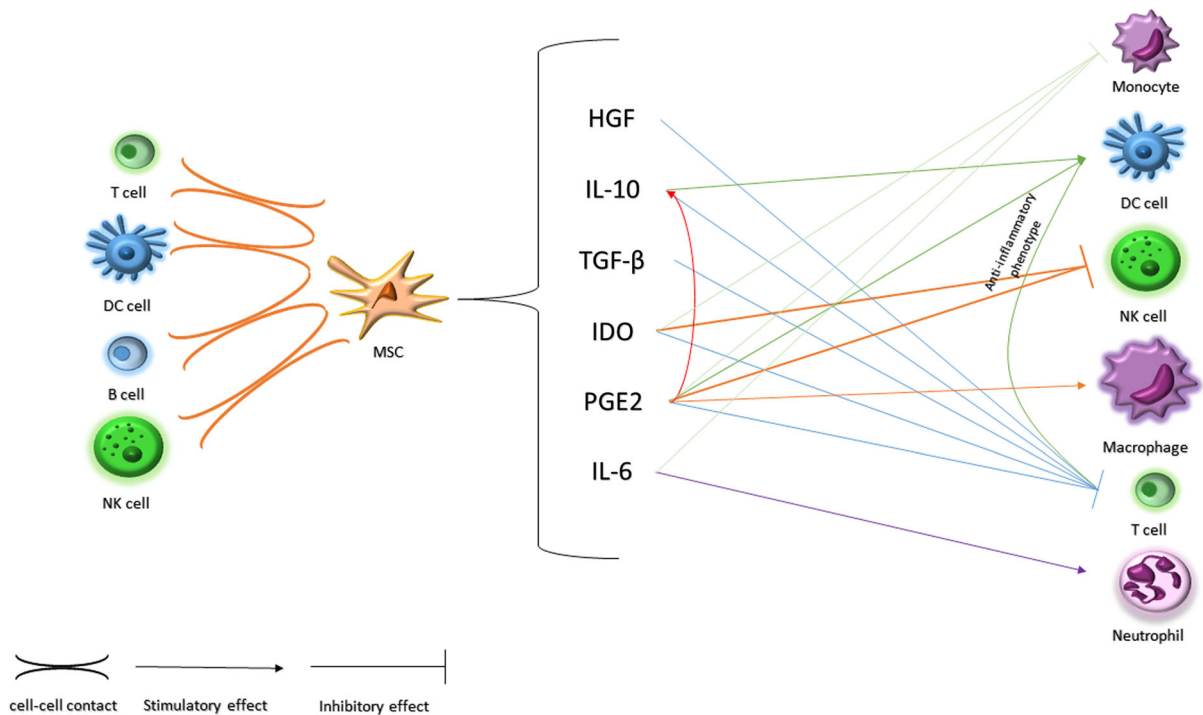 T cell
DC cell
B cell
NK cell
MSC
HGF
IL-10
TGF-β
IDO
PGE2
IL-6
Anti-inflammatory
phenotype
Monocyte
DC cell
NK cell
Macrophage
T cell
Neutrophil
cell-cell contact
Stimulatory effect
Inhibitory effect